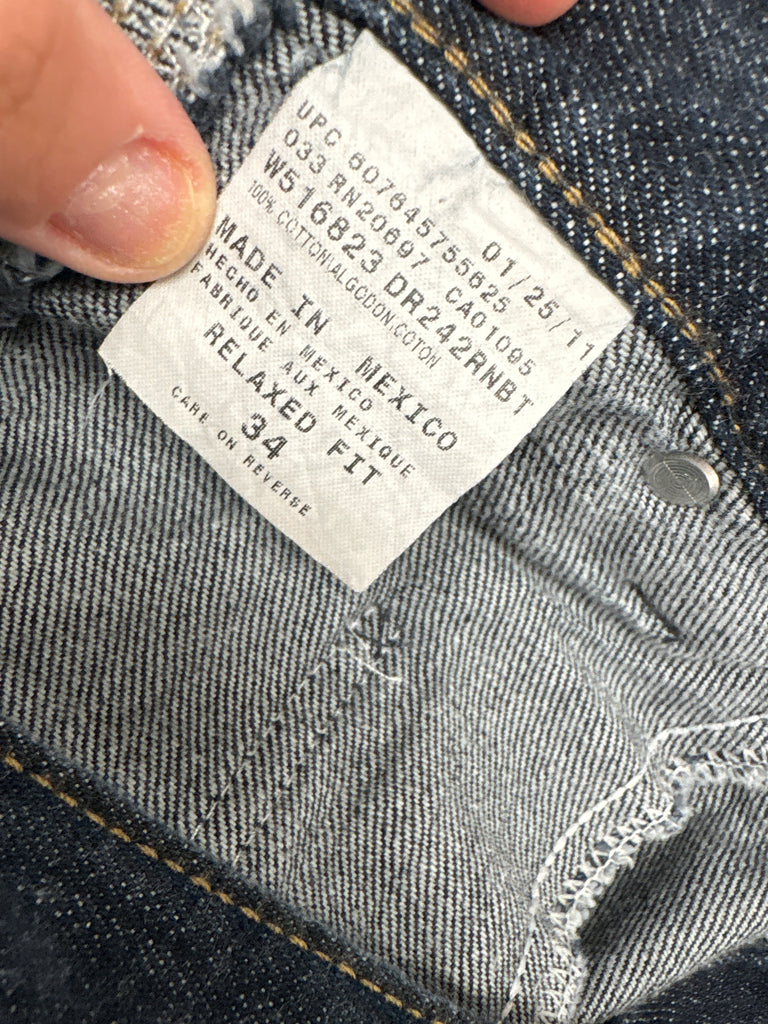 01/25/11
UPC 607645755625
033 RN20697 CA01095
W516823 DR242RNBT
100% COTTON|ALGODON|COTON
MADE IN MEXICO
HECHO EN MEXICO
FABRIQUE AUX MEXIQUE
RELAXED FIT
34
CARE ON REVERSE